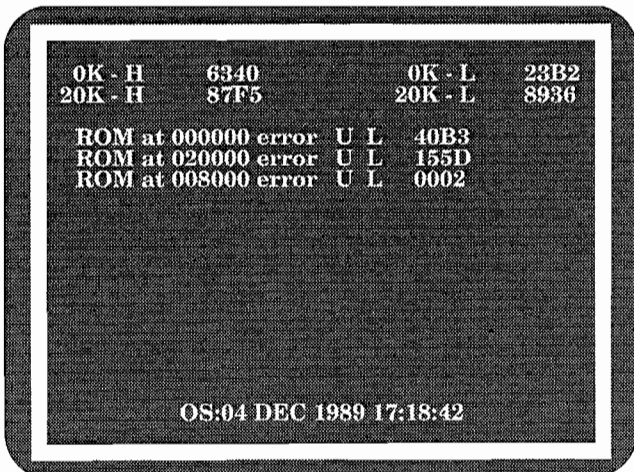 0K - H 6340 0K - L 23B2
20K - H 87F5 20K - L 8936
ROM at 000000 error U L 40B3
ROM at 020000 error U L 155D
ROM at 008000 error U L 0002
OS:04 DEC 1989 17:18:42